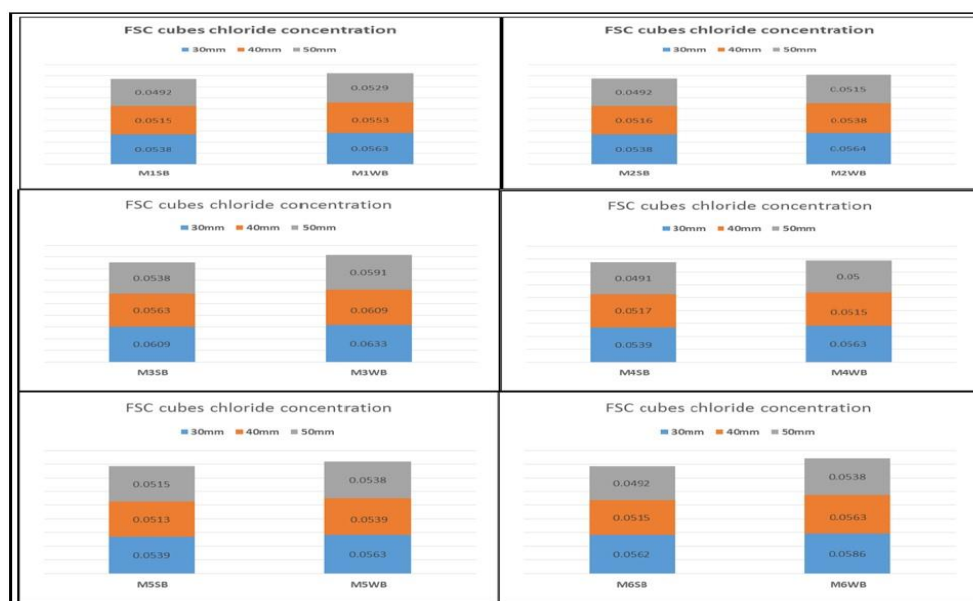 FSC cubes chloride concentration
30mm 40mm 50mm
0.0492 0.0529
0.0515 0.0553
0.0538 0.0563
M1SB M1WB
FSC cubes chloride concentration
30mm 40mm 50mm
0.0492 0.0515
0.0516 0.0538
0.0538 0.0564
M2SB M2WB
FSC cubes chloride concentration
30mm 40mm 50mm
0.0538 0.0591
0.0563 0.0609
0.0609 0.0633
M3SB M3WB
FSC cubes chloride concentration
30mm 40mm 50mm
0.0491 0.05
0.0517 0.0515
0.0539 0.0563
M4SB M4WB
FSC cubes chloride concentration
30mm 40mm 50mm
0.0515 0.0538
0.0513 0.0539
0.0539 0.0563
M5SB M5WB
FSC cubes chloride concentration
30mm 40mm 50mm
0.0492 0.0538
0.0515 0.0563
0.0562 0.0586
M6SB M6WB